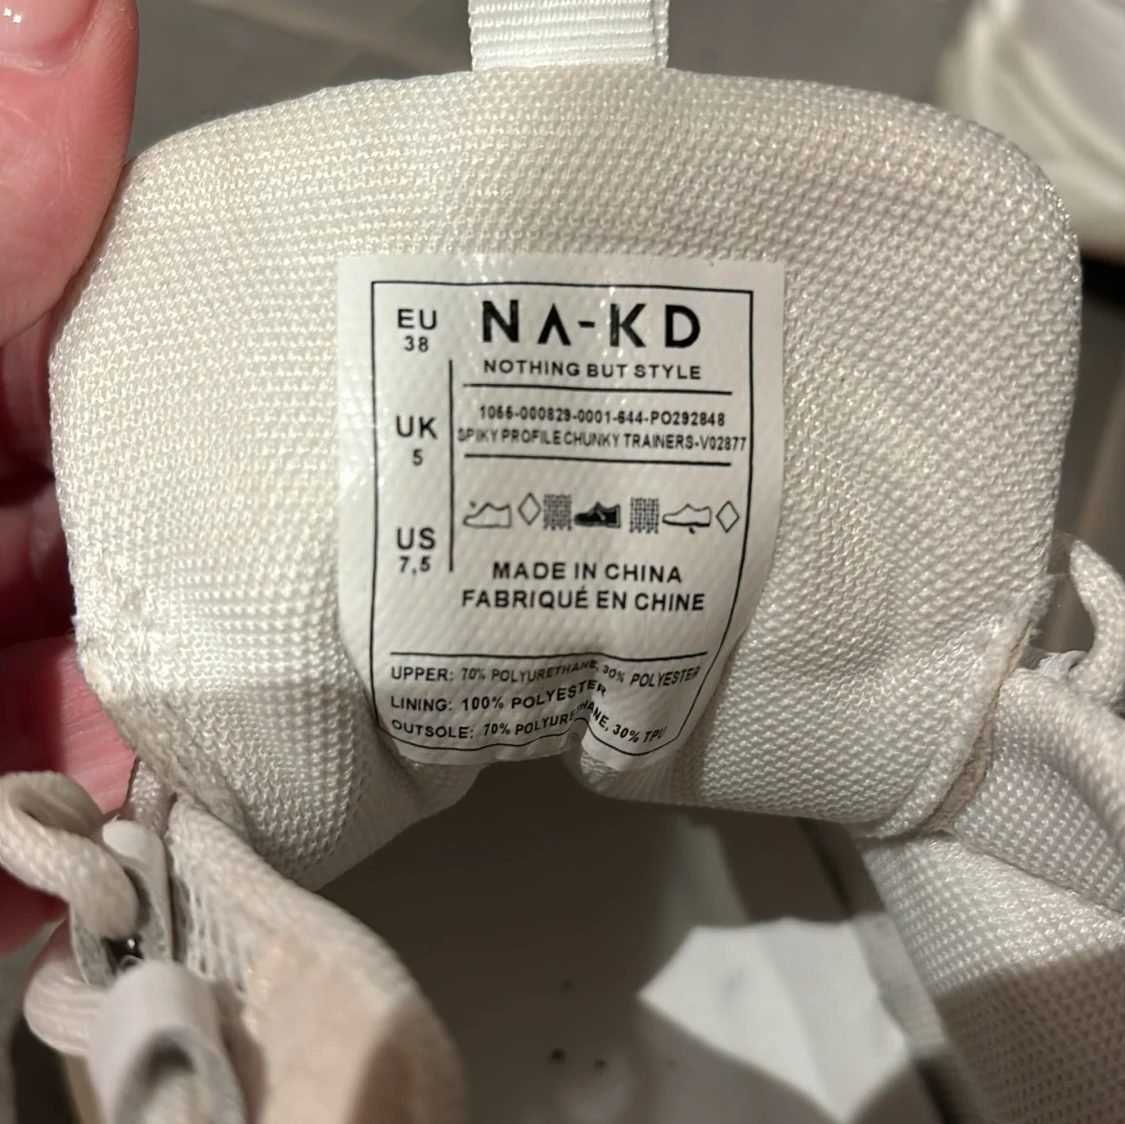 EU
38
UK
5
US
7,5
NA-KD
NOTHING BUT STYLE
1066-000829-0001-644-PO292848
SPIKY PROFILE CHUNKY TRAINERS-V02877
MADE IN CHINA
FABRIQUÉ EN CHINE
UPPER: 70% POLYURETHANE, 30% POLYESTER
LINING: 100% POLYESTER
OUTSOLE: 70% POLYURETHANE, 30% TPU